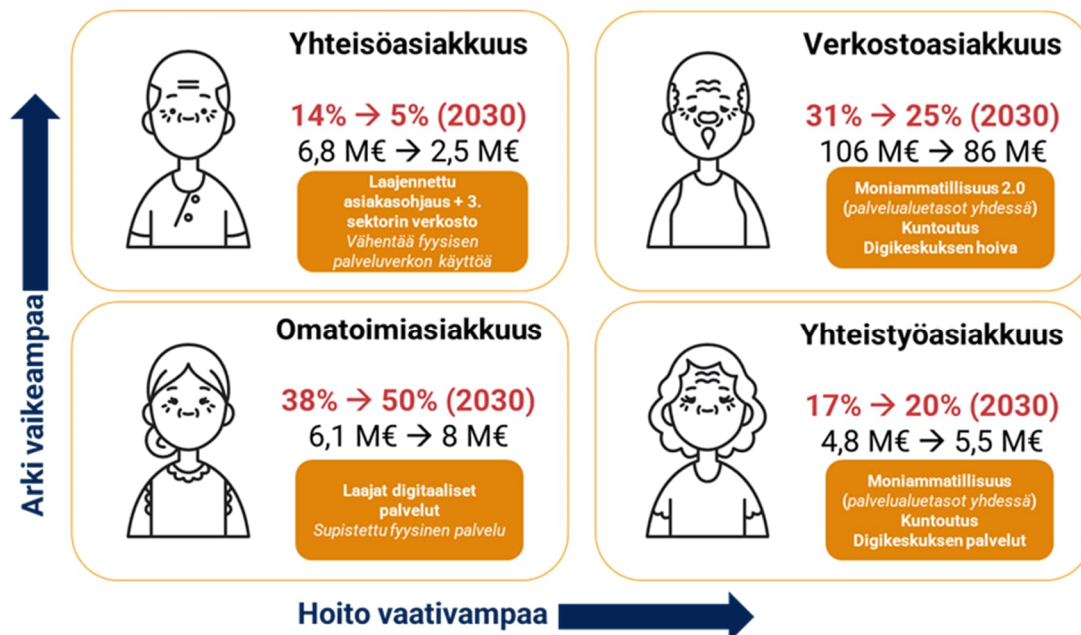 Yhteisöasiakkuus
14% → 5% (2030)
6,8 M€ → 2,5 M€
Laajennettu
asiakasohjaus + 3.
sektorin verkosto
Vähentää fyysisen
palveluverkon käyttöä
Verkostoasiakkuus
31% → 25% (2030)
106 M€ → 86 M€
Moniammatillisuus 2.0
(palvelualuetasot yhdessä)
Kuntoutus
Digikeskuksen hoiva
Omatoimiasiakkuus
38% → 50% (2030)
6,1 M€ → 8 M€
Laajat digitaaliset
palvelut
Supistettu fyysinen palvelu
Yhteistyöasiakkuus
17% → 20% (2030)
4,8 M€ → 5,5 M€
Moniammatillisuus
(palvelualuetasot yhdessä)
Kuntoutus
Digikeskuksen palvelut
Arki vaikeampaa
Hoito vaativampaa